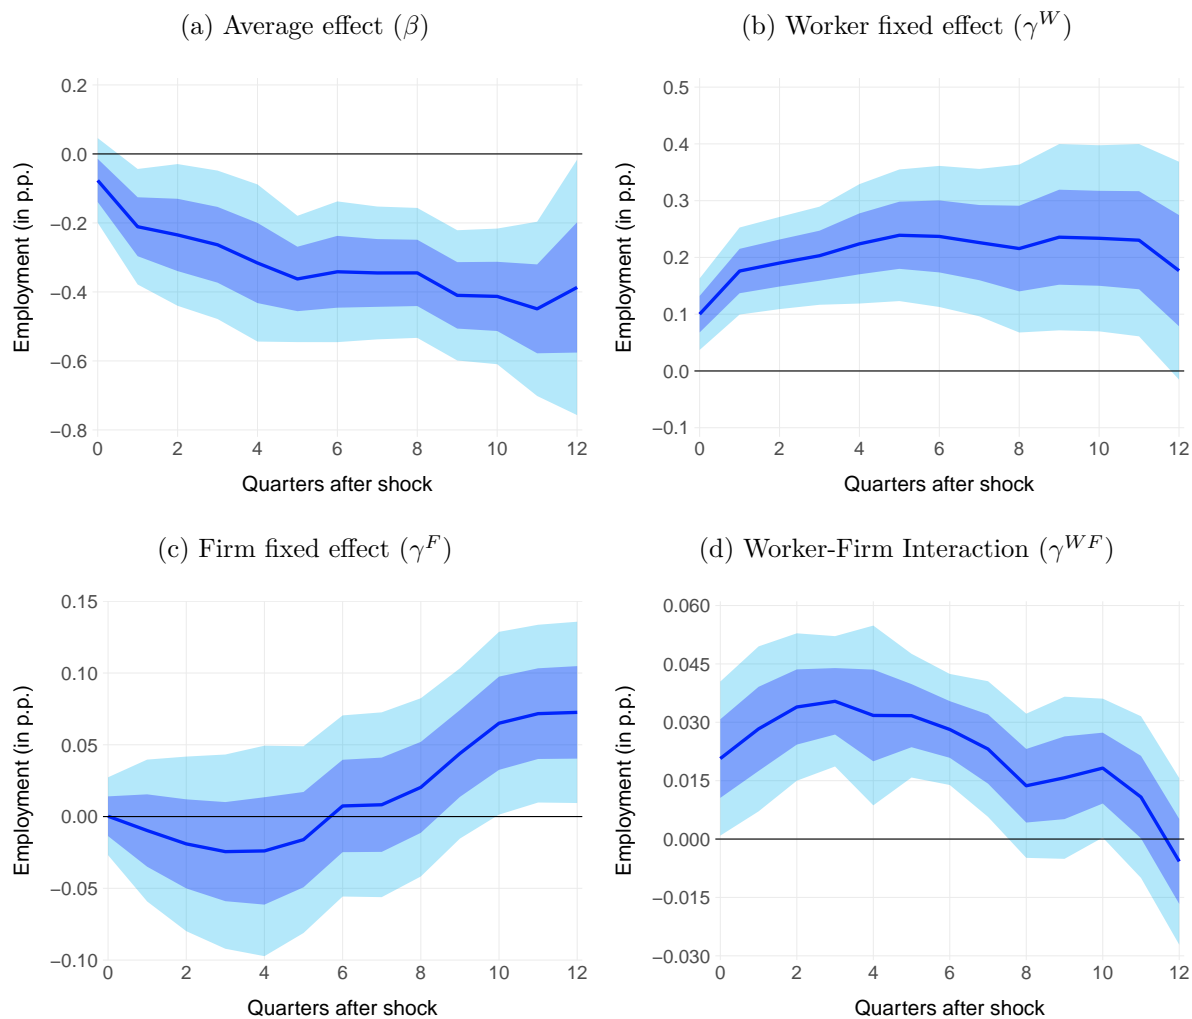 (a) Average effect (β)
(b) Worker fixed effect (γ^W)
0.2
0.0
−0.2
−0.4
−0.6
−0.8
0 2 4 6 8 10 12
Employment (in p.p.)
Quarters after shock
0.5
0.4
0.3
0.2
0.1
0.0
−0.1
0 2 4 6 8 10 12
Employment (in p.p.)
Quarters after shock
(c) Firm fixed effect (γ^F)
(d) Worker-Firm Interaction (γ^WF)
0.15
0.10
0.05
0.00
−0.05
−0.10
0 2 4 6 8 10 12
Employment (in p.p.)
Quarters after shock
0.060
0.045
0.030
0.015
0.000
−0.015
−0.030
0 2 4 6 8 10 12
Employment (in p.p.)
Quarters after shock